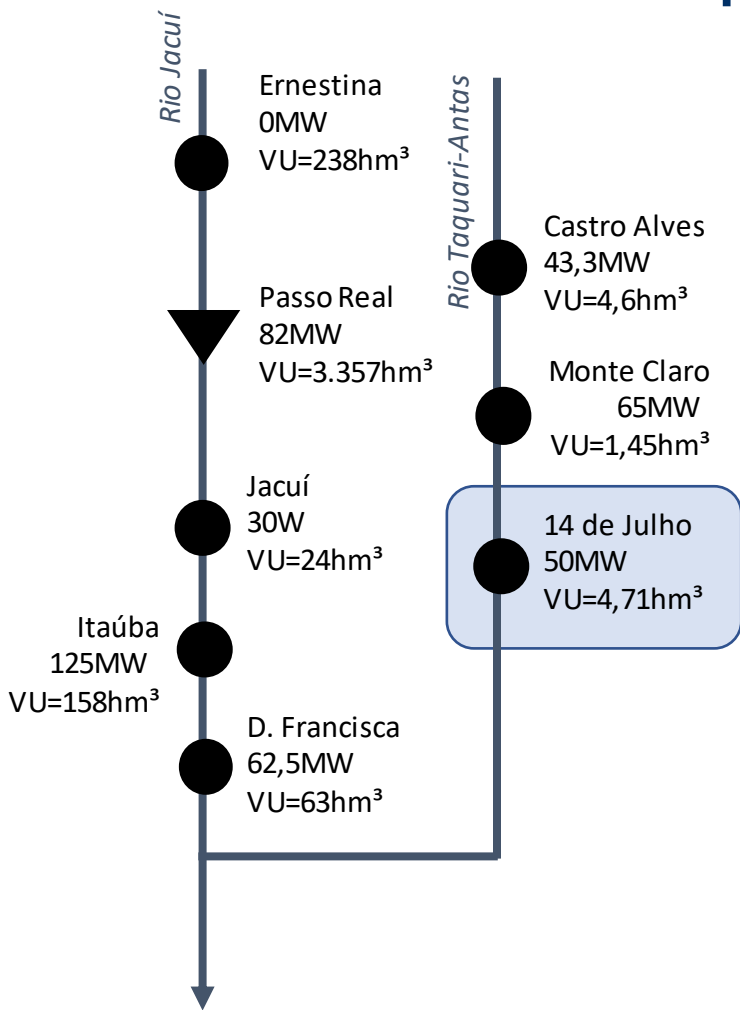 Rio Jacuí
Ernestina
0MW
VU=238hm³
Passo Real
82MW
VU=3.357hm³
Jacuí
30W
VU=24hm³
Itaúba
125MW
VU=158hm³
D. Francisca
62,5MW
VU=63hm³
Rio Taquari-Antas
Castro Alves
43,3MW
VU=4,6hm³
Monte Claro
65MW
VU=1,45hm³
14 de Julho
50MW
VU=4,71hm³